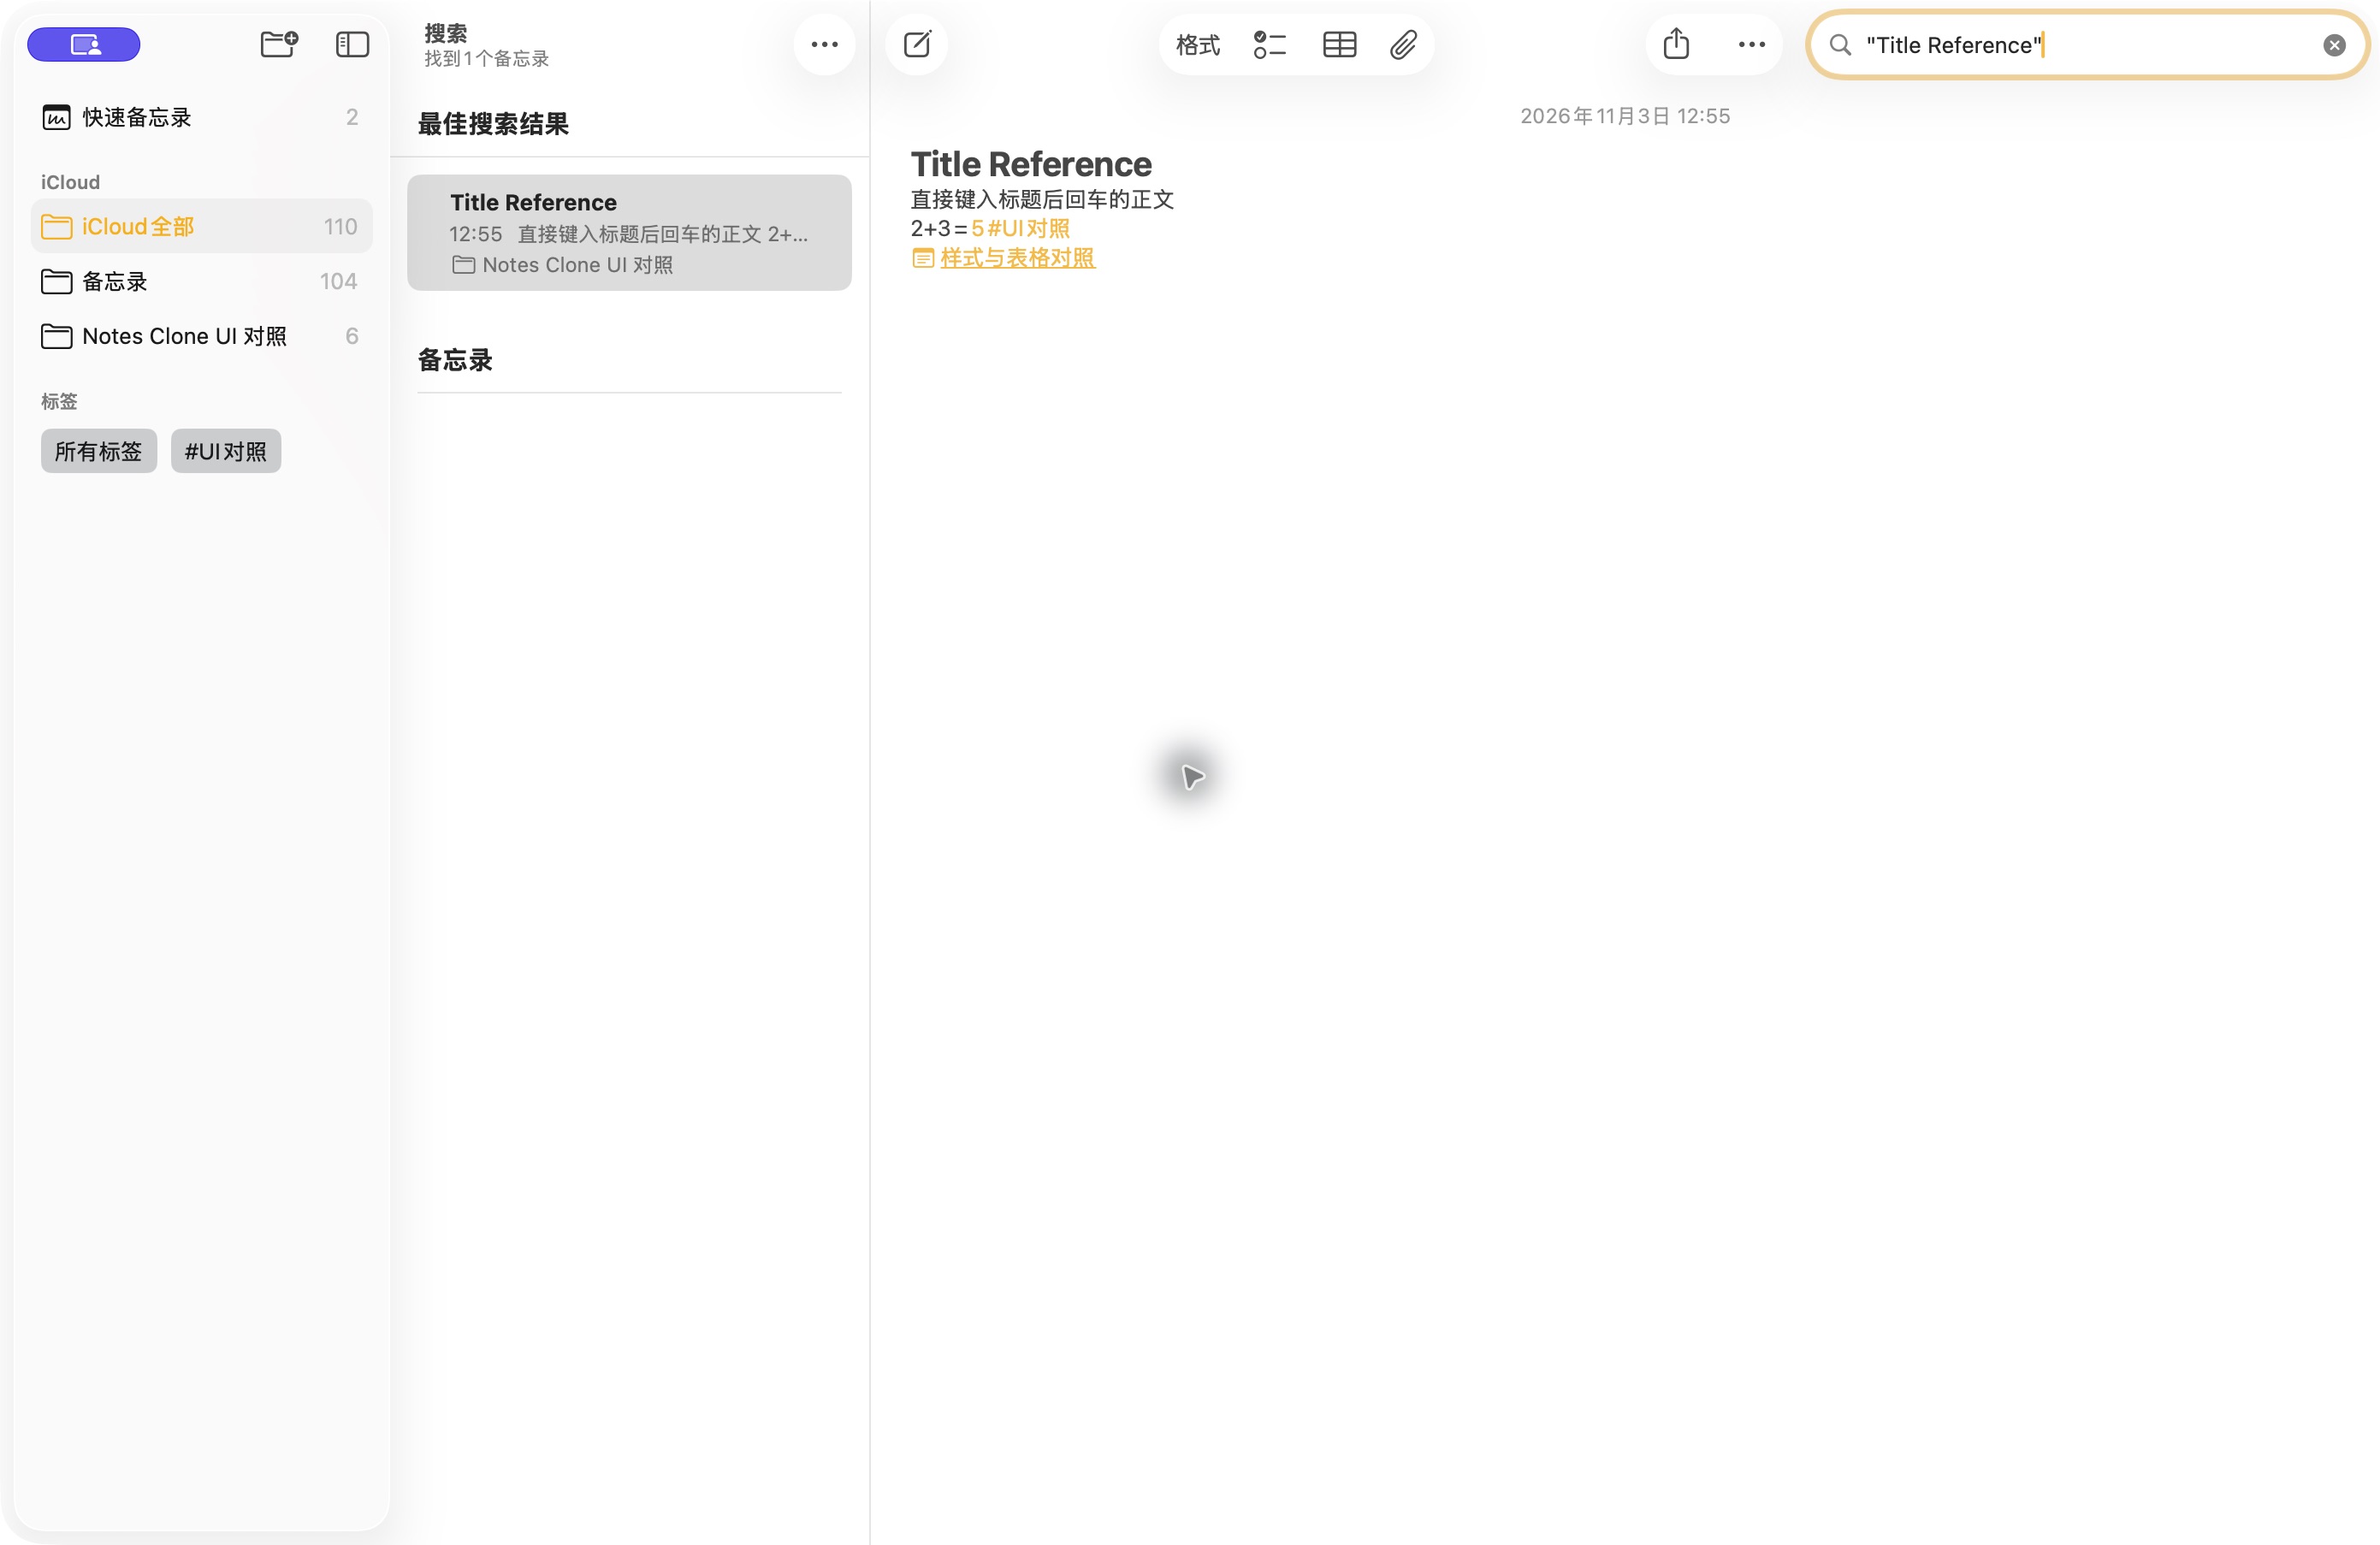 快速备忘录 2
iCloud
iCloud全部 110
备忘录 104
Notes Clone UI 对照 6
标签
所有标签 #UI对照
搜索
找到1个备忘录
最佳搜索结果
Title Reference
12:55 直接键入标题后回车的正文 2+...
Notes Clone UI 对照
备忘录
格式
"Title Reference"
2026年11月3日 12:55
Title Reference
直接键入标题后回车的正文
2+3=5 #UI对照
样式与表格对照